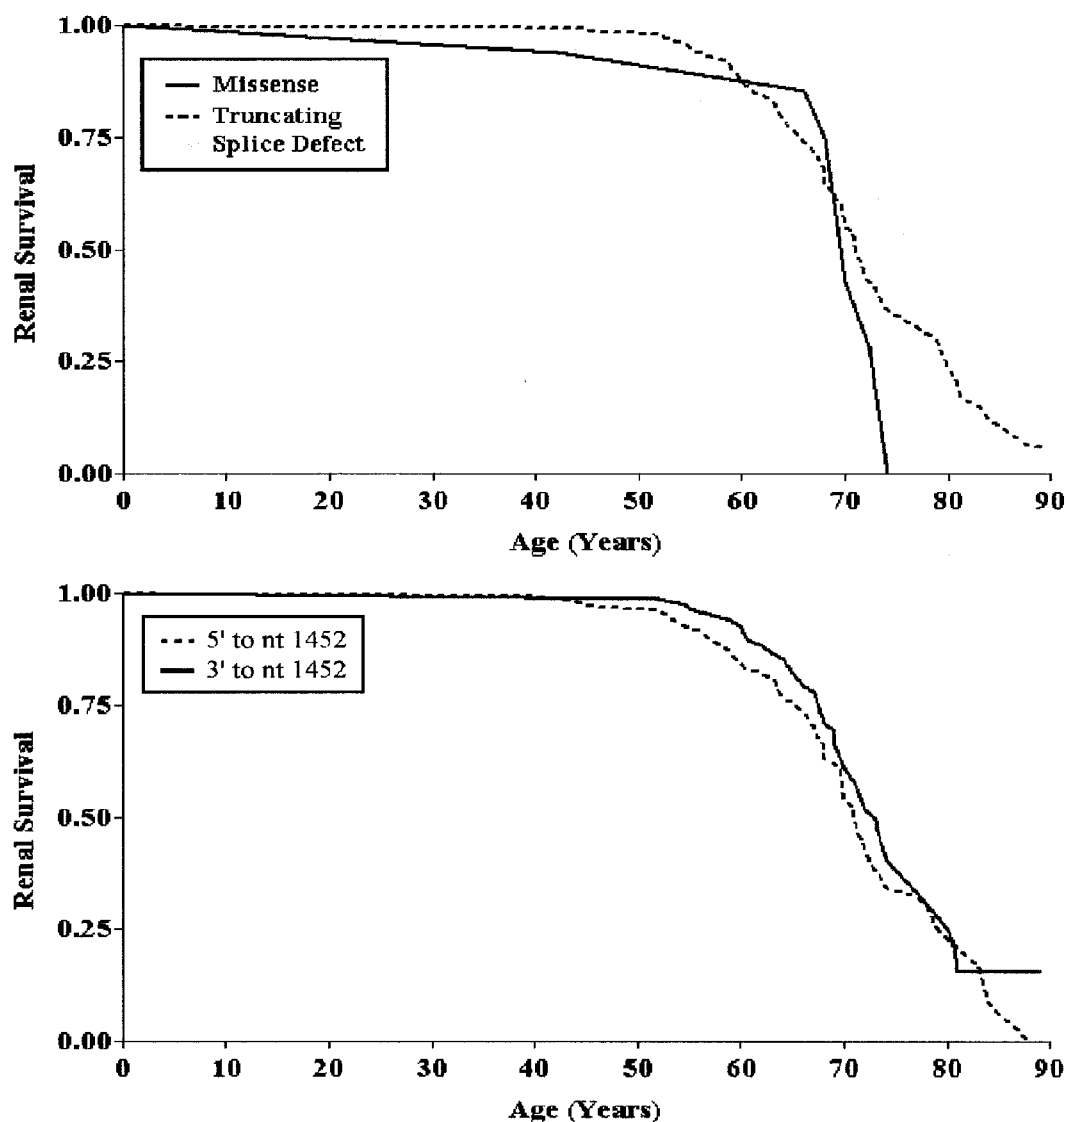 1.00
0.75
0.50
0.25
0.00
Renal Survival
Missense
Truncating
Splice Defect
0 10 20 30 40 50 60 70 80 90
Age (Years)
1.00
0.75
0.50
0.25
0.00
Renal Survival
5' to nt 1452
3' to nt 1452
0 10 20 30 40 50 60 70 80 90
Age (Years)